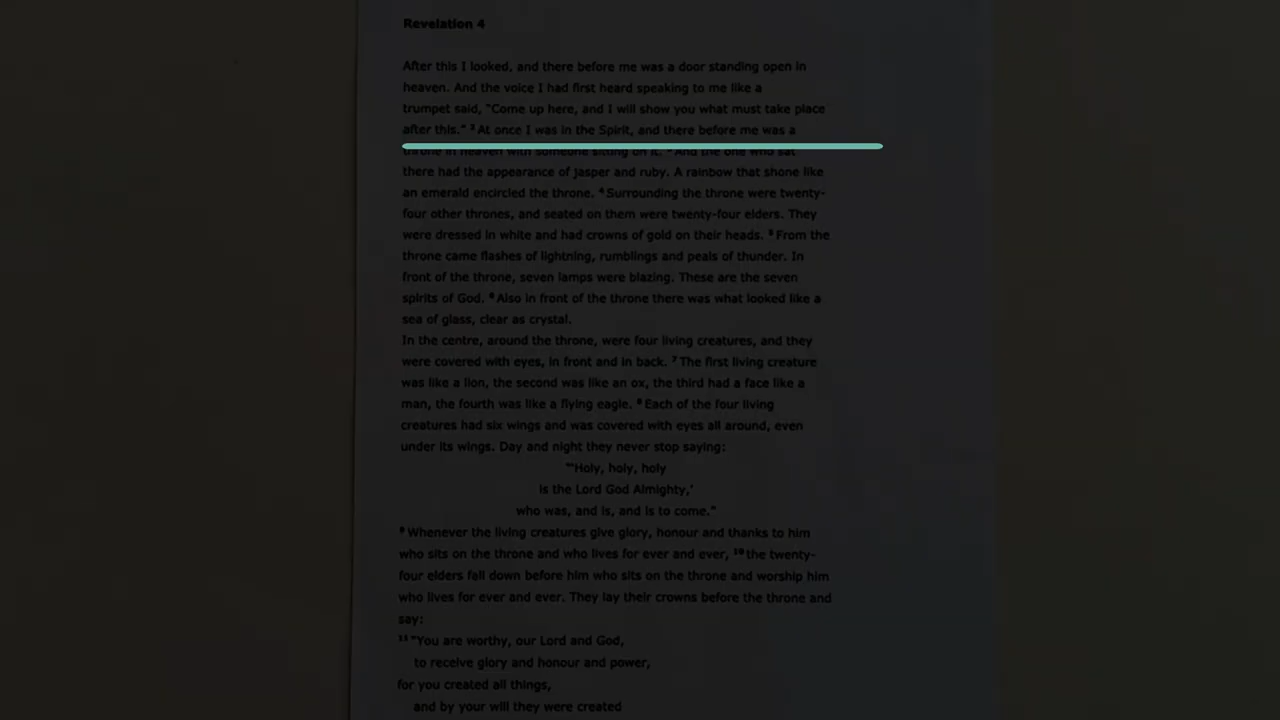 Revelation 4
After this I looked, and there before me was a door standing open in
heaven. And the voice I had first heard speaking to me like a
trumpet said, "Come up here, and I will show you what must take place
after this." ² At once I was in the Spirit, and there before me was a
throne in heaven with someone sitting on it. ³ And the one who sat
there had the appearance of jasper and ruby. A rainbow that shone like
an emerald encircled the throne. ⁴ Surrounding the throne were twenty-
four other thrones, and seated on them were twenty-four elders. They
were dressed in white and had crowns of gold on their heads. ⁵ From the
throne came flashes of lightning, rumblings and peals of thunder. In
front of the throne, seven lamps were blazing. These are the seven
spirits of God. ⁶ Also in front of the throne there was what looked like a
sea of glass, clear as crystal.
In the centre, around the throne, were four living creatures, and they
were covered with eyes, in front and in back. ⁷ The first living creature
was like a lion, the second was like an ox, the third had a face like a
man, the fourth was like a flying eagle. ⁸ Each of the four living
creatures had six wings and was covered with eyes all around, even
under its wings. Day and night they never stop saying:
"'Holy, holy, holy
is the Lord God Almighty,'
who was, and is, and is to come."
⁹ Whenever the living creatures give glory, honour and thanks to him
who sits on the throne and who lives for ever and ever, ¹⁰ the twenty-
four elders fall down before him who sits on the throne and worship him
who lives for ever and ever. They lay their crowns before the throne and
say:
¹¹ "You are worthy, our Lord and God,
to receive glory and honour and power,
for you created all things,
and by your will they were created